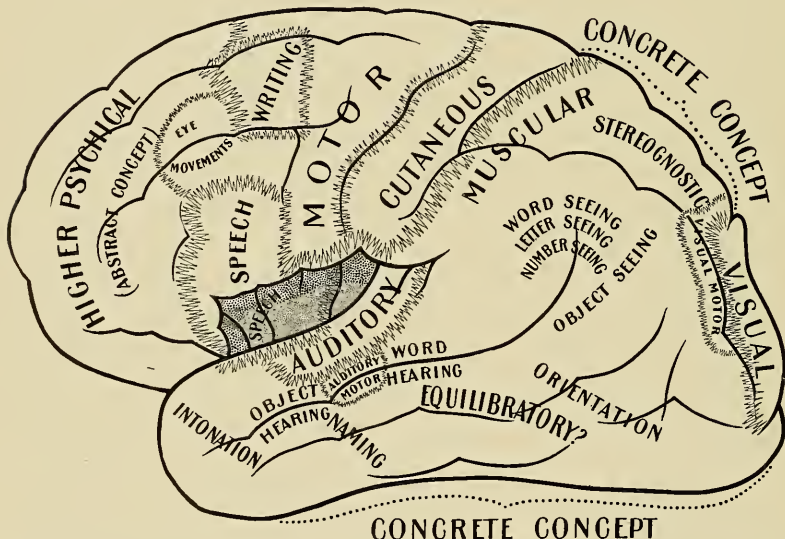 CONCRETE CONCEPT
HIGHER PSYCHICAL
(ABSTRACT CONCEPT)
EYE
MOVEMENTS
WRITING
MOTOR
SPEECH
SPEECH
CUTANEOUS
MUSCULAR
STEREOGNOSTIC
WORD SEEING
LETTER SEEING
NUMBER SEEING
OBJECT SEEING
VISUAL MOTOR
VISUAL
AUDITORY
AUDITORY
MOTOR
WORD
HEARING
OBJECT
HEARING
INTONATION
NAMING
EQUILIBRATORY?
ORIENTATION
CONCRETE CONCEPT